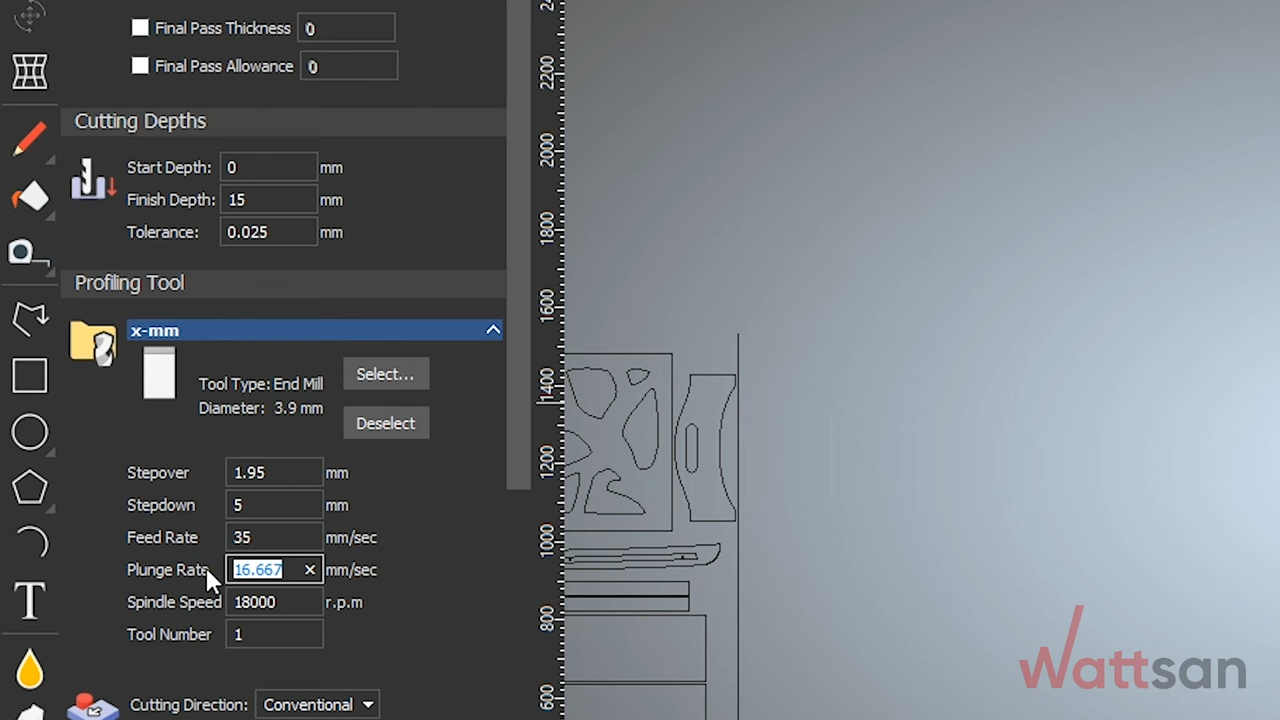 Final Pass Thickness 0
Final Pass Allowance 0
Cutting Depths
Start Depth: 0 mm
Finish Depth: 15 mm
Tolerance: 0.025 mm
Profiling Tool
x-mm
Tool Type: End Mill
Diameter: 3.9 mm
Select...
Deselect
Stepover 1.95 mm
Stepdown 5 mm
Feed Rate 35 mm/sec
Plunge Rate 16.667 mm/sec
Spindle Speed 18000 r.p.m
Tool Number 1
Cutting Direction: Conventional
T
2200
2000
1800
1600
1400
1200
1000
800
600
Wattsan